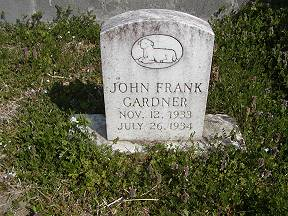 JOHN FRANK
GARDNER
NOV. 12, 1933
JULY 26, 1934